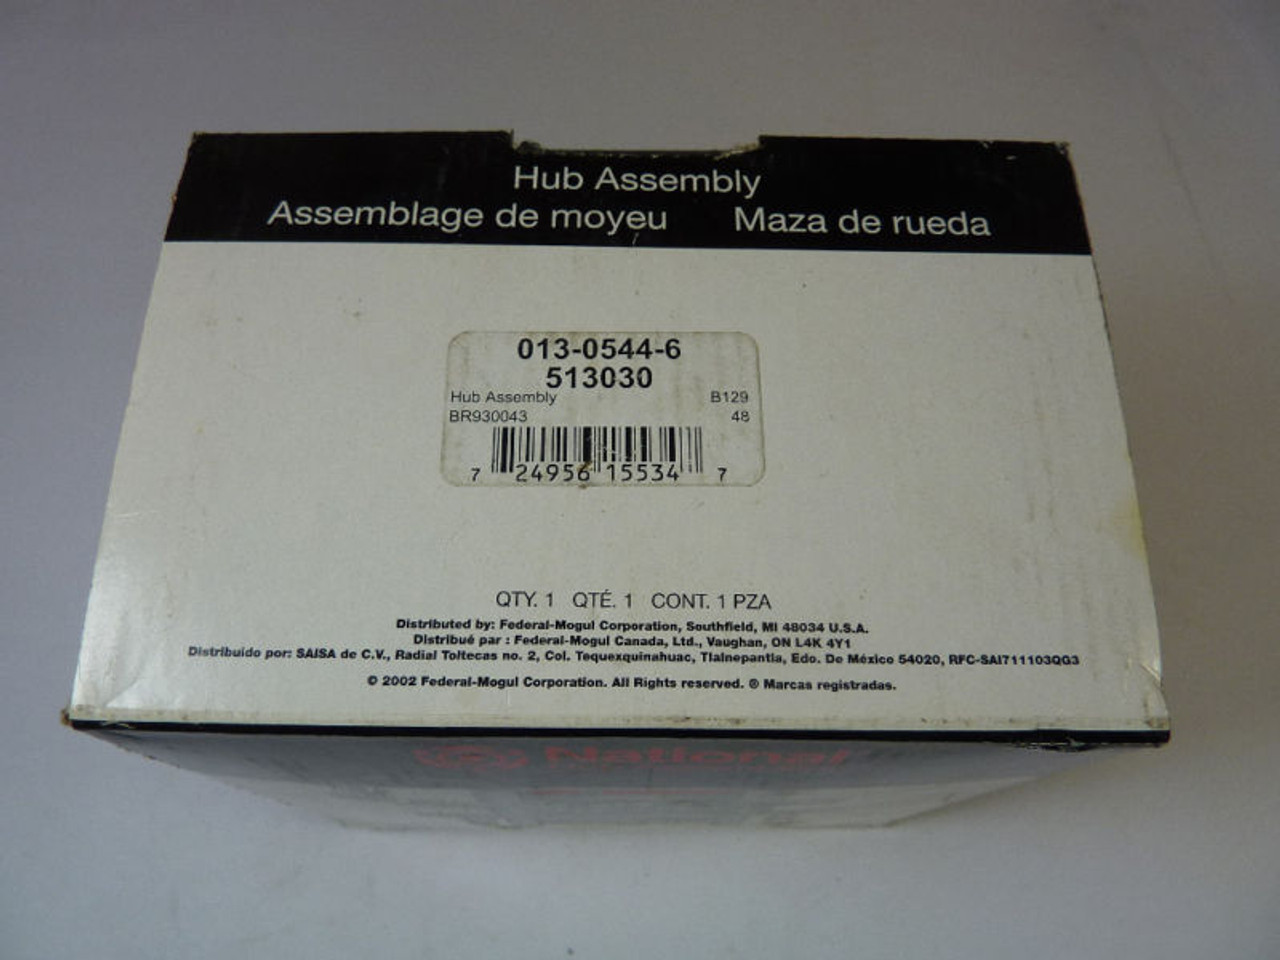 Hub Assembly
Assemblage de moyeu Maza de rueda
013-0544-6
513030
Hub Assembly B129
BR930043 48
7 24956 15534 7
QTY. 1 QTÉ. 1 CONT. 1 PZA
Distributed by: Federal-Mogul Corporation, Southfield, MI 48034 U.S.A.
Distribué par : Federal-Mogul Canada, Ltd., Vaughan, ON L4K 4Y1
Distribuido por: SAISA de C.V., Radial Toltecas no. 2, Col. Tequexquinahuac, Tlalnepantla, Edo. De México 54020, RFC-SAI711103QG3
© 2002 Federal-Mogul Corporation. All Rights reserved. ® Marcas registradas.
National